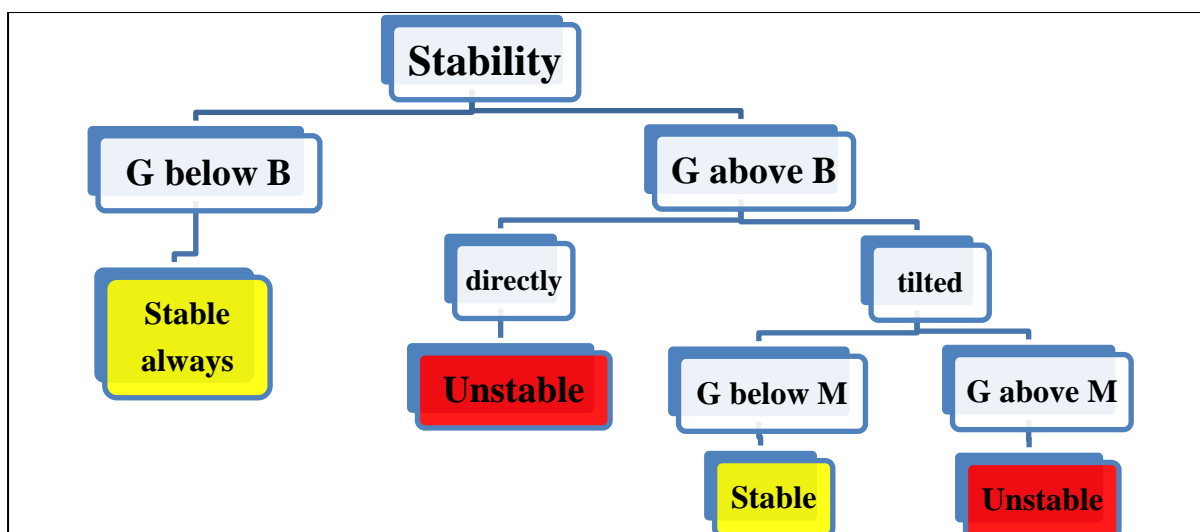 Stability
G below B
G above B
directly
tilted
Stable
always
Unstable
G below M
G above M
Stable
Unstable